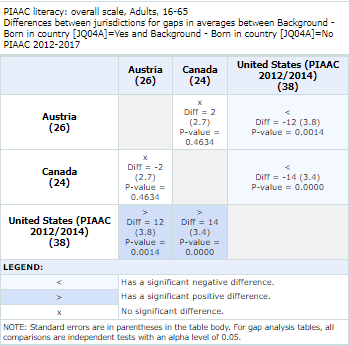 PIAAC literacy: overall scale, Adults, 16-65
Differences between jurisdictions for gaps in averages between Background -
Born in country [JQ04A]=Yes and Background - Born in country [JQ04A]=No
PIAAC 2012-2017
Austria
(26)
Canada
(24)
United States (PIAAC
2012/2014)
(38)
Austria
(26)
x
Diff = 2
(2.7)
P-value =
0.4634
<
Diff = -12 (3.8)
P-value = 0.0014
Canada
(24)
x
Diff = -2
(2.7)
P-value =
0.4634
<
Diff = -14 (3.4)
P-value = 0.0000
United States (PIAAC
2012/2014)
(38)
>
Diff = 12
(3.8)
P-value =
0.0014
>
Diff = 14
(3.4)
P-value =
0.0000
LEGEND:
< Has a significant negative difference.
> Has a significant positive difference.
x No significant difference.
NOTE: Standard errors are in parentheses in the table body. For gap analysis tables, all
comparisons are independent tests with an alpha level of 0.05.